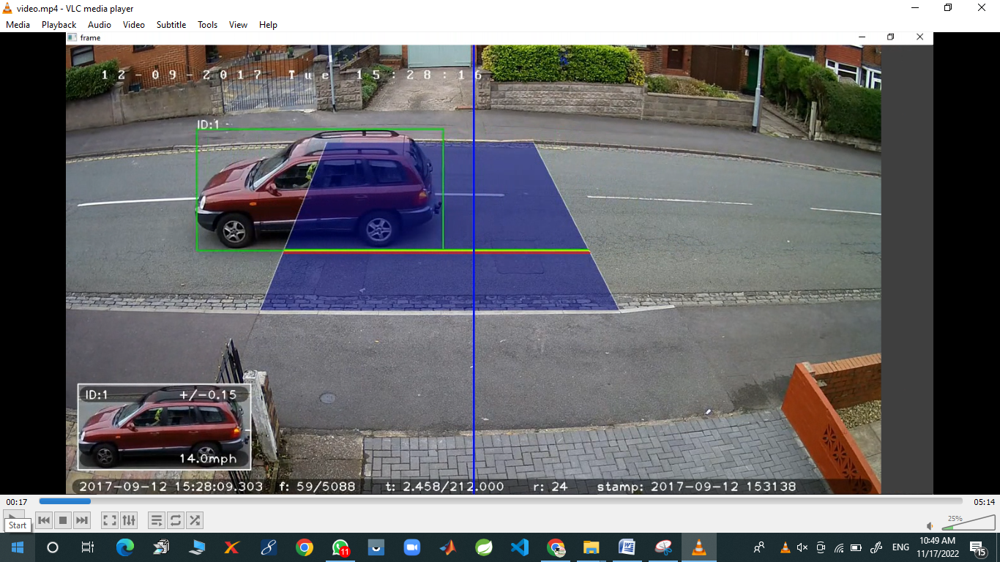 video.mp4 - VLC media player
Media Playback Audio Video Subtitle Tools View Help
frame
12-09-2017 Tue 15:28:16
ID:1
ID:1 +/-0.15
14.0mph
2017-09-12 15:28:09.303 f: 59/5088 t: 2.458/212.000 r: 24 stamp: 2017-09-12 153138
00:17 05:14
Start
25%
11
ENG
10:49 AM
11/17/2022
15